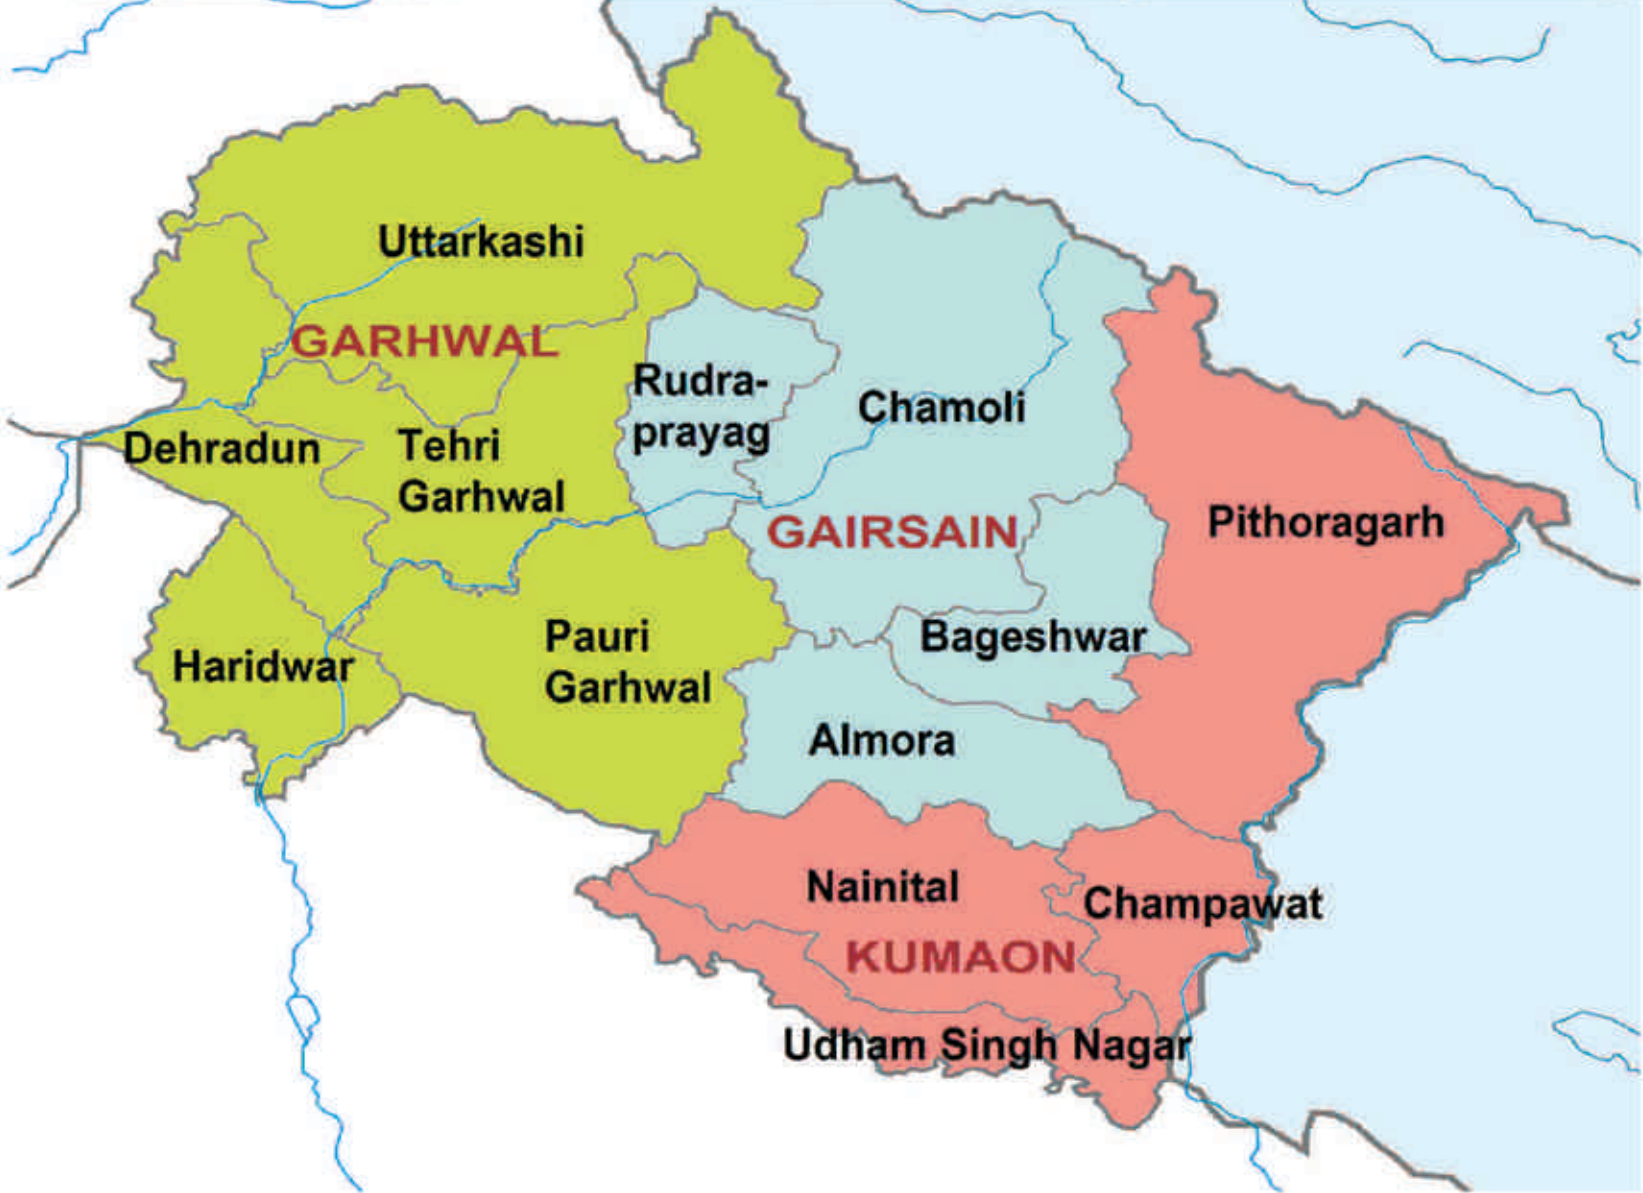 Uttarkashi
GARHWAL
Rudra-
prayag
Chamoli
Dehradun
Tehri
Garhwal
GAIRSAIN
Pithoragarh
Pauri
Garhwal
Bageshwar
Haridwar
Almora
Nainital
Champawat
KUMAON
Udham Singh Nagar